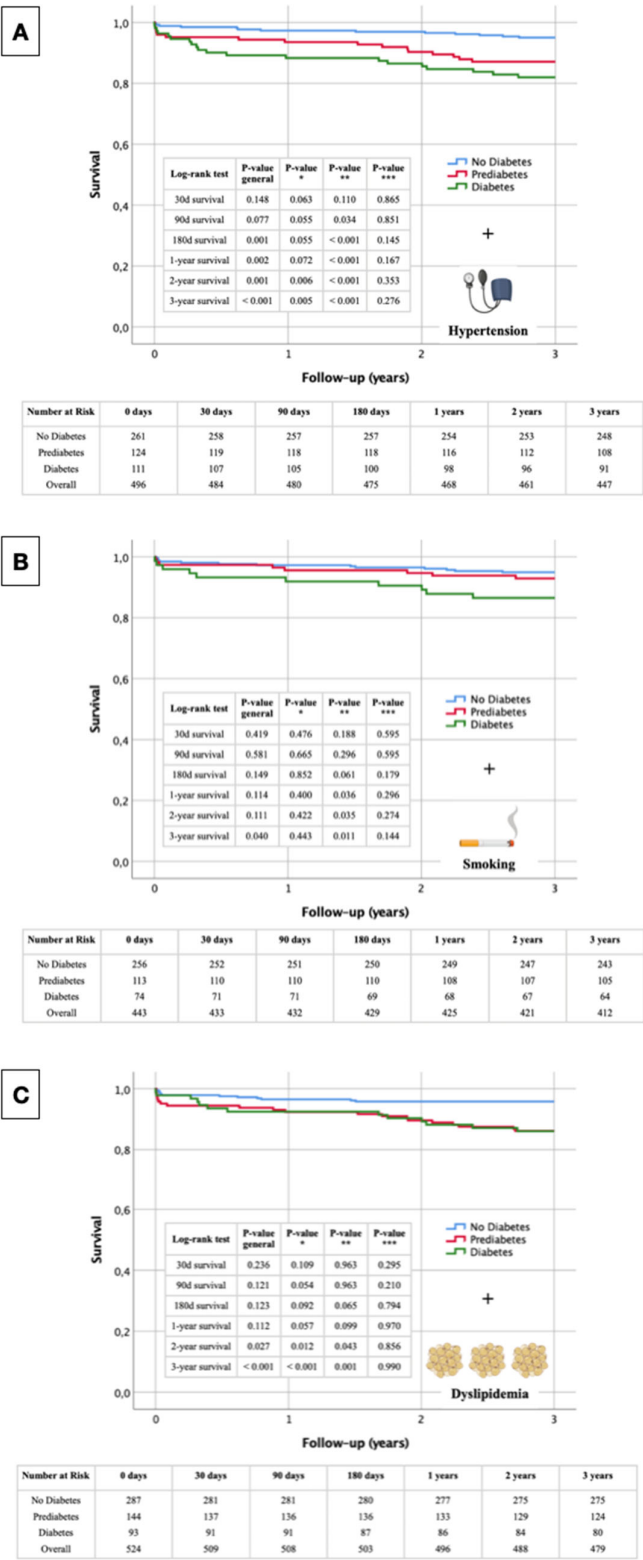 A
1,0
0,8
0,6
0,4
0,2
0,0
Survival
Log-rank test P-value general P-value * P-value ** P-value ***
30d survival 0.148 0.063 0.110 0.865
90d survival 0.077 0.055 0.034 0.851
180d survival 0.001 0.055 < 0.001 0.145
1-year survival 0.002 0.072 < 0.001 0.167
2-year survival 0.001 0.006 < 0.001 0.353
3-year survival < 0.001 0.005 < 0.001 0.276
No Diabetes
Prediabetes
Diabetes
+
Hypertension
0 1 2 3
Follow-up (years)
Number at Risk 0 days 30 days 90 days 180 days 1 years 2 years 3 years
No Diabetes 261 258 257 257 254 253 248
Prediabetes 124 119 118 118 116 112 108
Diabetes 111 107 105 100 98 96 91
Overall 496 484 480 475 468 461 447
B
1,0
0,8
0,6
0,4
0,2
0,0
Survival
Log-rank test P-value general P-value * P-value ** P-value ***
30d survival 0.419 0.476 0.188 0.595
90d survival 0.581 0.665 0.296 0.595
180d survival 0.149 0.852 0.061 0.179
1-year survival 0.114 0.400 0.036 0.296
2-year survival 0.111 0.422 0.035 0.274
3-year survival 0.040 0.443 0.011 0.144
No Diabetes
Prediabetes
Diabetes
+
Smoking
0 1 2 3
Follow-up (years)
Number at Risk 0 days 30 days 90 days 180 days 1 years 2 years 3 years
No Diabetes 256 252 251 250 249 247 243
Prediabetes 113 110 110 110 108 107 105
Diabetes 74 71 71 69 68 67 64
Overall 443 433 432 429 425 421 412
C
1,0
0,8
0,6
0,4
0,2
0,0
Survival
Log-rank test P-value general P-value * P-value ** P-value ***
30d survival 0.236 0.109 0.963 0.295
90d survival 0.121 0.054 0.963 0.210
180d survival 0.123 0.092 0.065 0.794
1-year survival 0.112 0.057 0.099 0.970
2-year survival 0.027 0.012 0.043 0.856
3-year survival < 0.001 < 0.001 0.001 0.990
No Diabetes
Prediabetes
Diabetes
+
Dyslipidemia
0 1 2 3
Follow-up (years)
Number at Risk 0 days 30 days 90 days 180 days 1 years 2 years 3 years
No Diabetes 287 281 281 280 277 275 275
Prediabetes 144 137 136 136 133 129 124
Diabetes 93 91 91 87 86 84 80
Overall 524 509 508 503 496 488 479